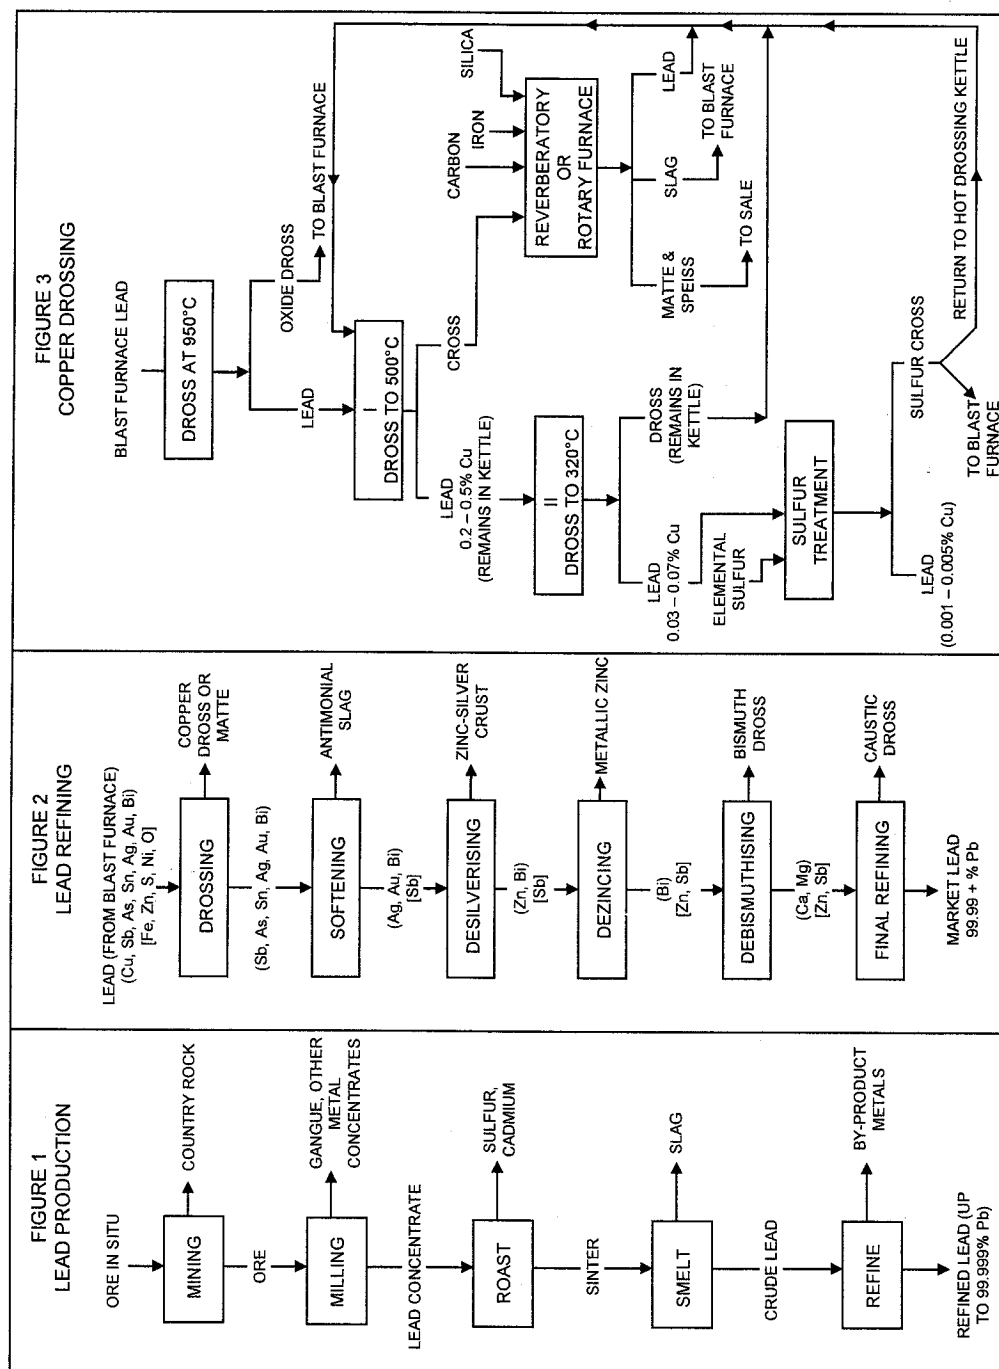 FIGURE 1
LEAD PRODUCTION
ORE IN SITU
MINING
COUNTRY ROCK
ORE
MILLING
GANGUE, OTHER
METAL
CONCENTRATES
LEAD CONCENTRATE
ROAST
SULFUR,
CADMIUM
SINTER
SMELT
SLAG
CRUDE LEAD
REFINE
BY-PRODUCT
METALS
REFINED LEAD (UP
TO 99.999% Pb)
FIGURE 2
LEAD REFINING
LEAD (FROM BLAST FURNACE)
(Cu, Sb, As, Sn, Ag, Au, Bi)
[Fe, Zn, S, Ni, O]
DROSSING
COPPER
DROSS OR
MATTE
(Sb, As, Sn, Ag, Au, Bi)
SOFTENING
ANTIMONIAL
SLAG
(Ag, Au, Bi)
[Sb]
DESILVERISING
ZINC-SILVER
CRUST
(Zn, Bi)
[Sb]
DEZINCING
METALLIC ZINC
(Bi)
[Zn, Sb]
DEBISMUTHISING
BISMUTH
DROSS
(Ca, Mg)
[Zn, Sb]
FINAL REFINING
CAUSTIC
DROSS
MARKET LEAD
99.99 + % Pb
FIGURE 3
COPPER DROSSING
BLAST FURNACE LEAD
DROSS AT 950°C
OXIDE DROSS
TO BLAST FURNACE
LEAD
I
DROSS TO 500°C
CROSS
LEAD
0.2 – 0.5% Cu
(REMAINS IN KETTLE)
CARBON
IRON
SILICA
REVERBERATORY
OR
ROTARY FURNACE
II
DROSS TO 320°C
MATTE &
SPEISS
SLAG
LEAD
TO SALE
TO BLAST
FURNACE
LEAD
0.03 – 0.07% Cu
DROSS
(REMAINS IN
KETTLE)
ELEMENTAL
SULFUR
SULFUR
TREATMENT
LEAD
(0.001 – 0.005% Cu)
SULFUR CROSS
TO BLAST
FURNACE
RETURN TO HOT DROSSING KETTLE